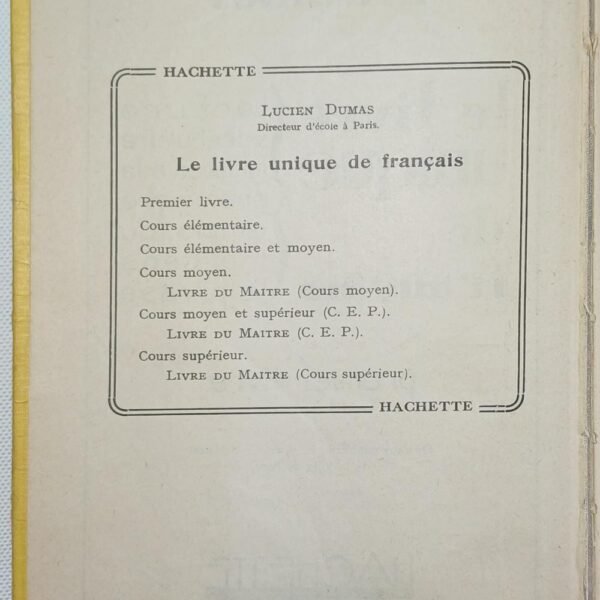 HACHETTE
LUCIEN DUMAS
Directeur d'école à Paris.
Le livre unique de français
Premier livre.
Cours élémentaire.
Cours élémentaire et moyen.
Cours moyen.
LIVRE DU MAITRE (Cours moyen).
Cours moyen et supérieur (C. E. P.).
LIVRE DU MAITRE (C. E. P.).
Cours supérieur.
LIVRE DU MAITRE (Cours supérieur).
HACHETTE